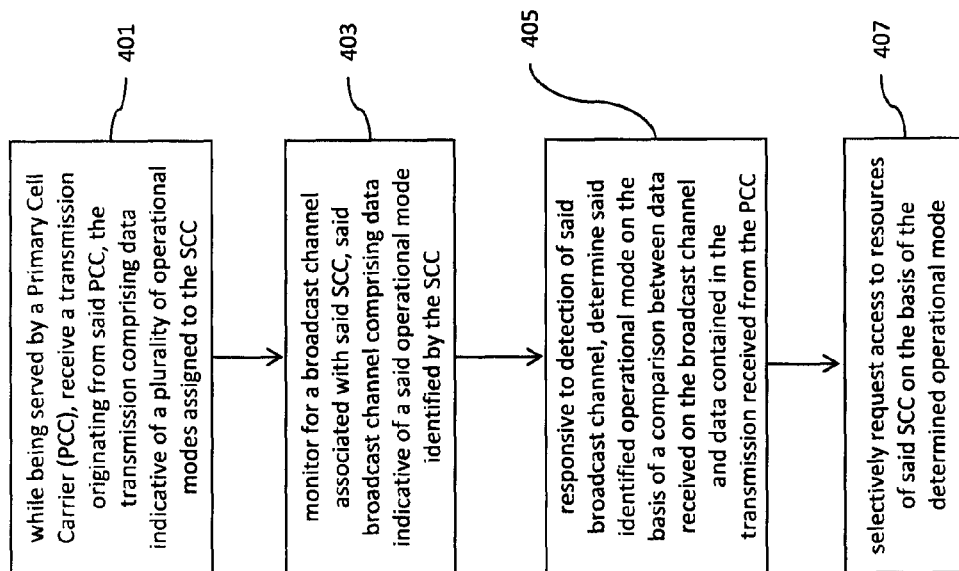 while being served by a Primary Cell
Carrier (PCC), receive a transmission
originating from said PCC, the
transmission comprising data
indicative of a plurality of operational
modes assigned to the SCC
401
monitor for a broadcast channel
associated with said SCC, said
broadcast channel comprising data
indicative of a said operational mode
identified by the SCC
403
responsive to detection of said
broadcast channel, determine said
identified operational mode on the
basis of a comparison between data
received on the broadcast channel
and data contained in the
transmission received from the PCC
405
selectively request access to resources
of said SCC on the basis of the
determined operational mode
407